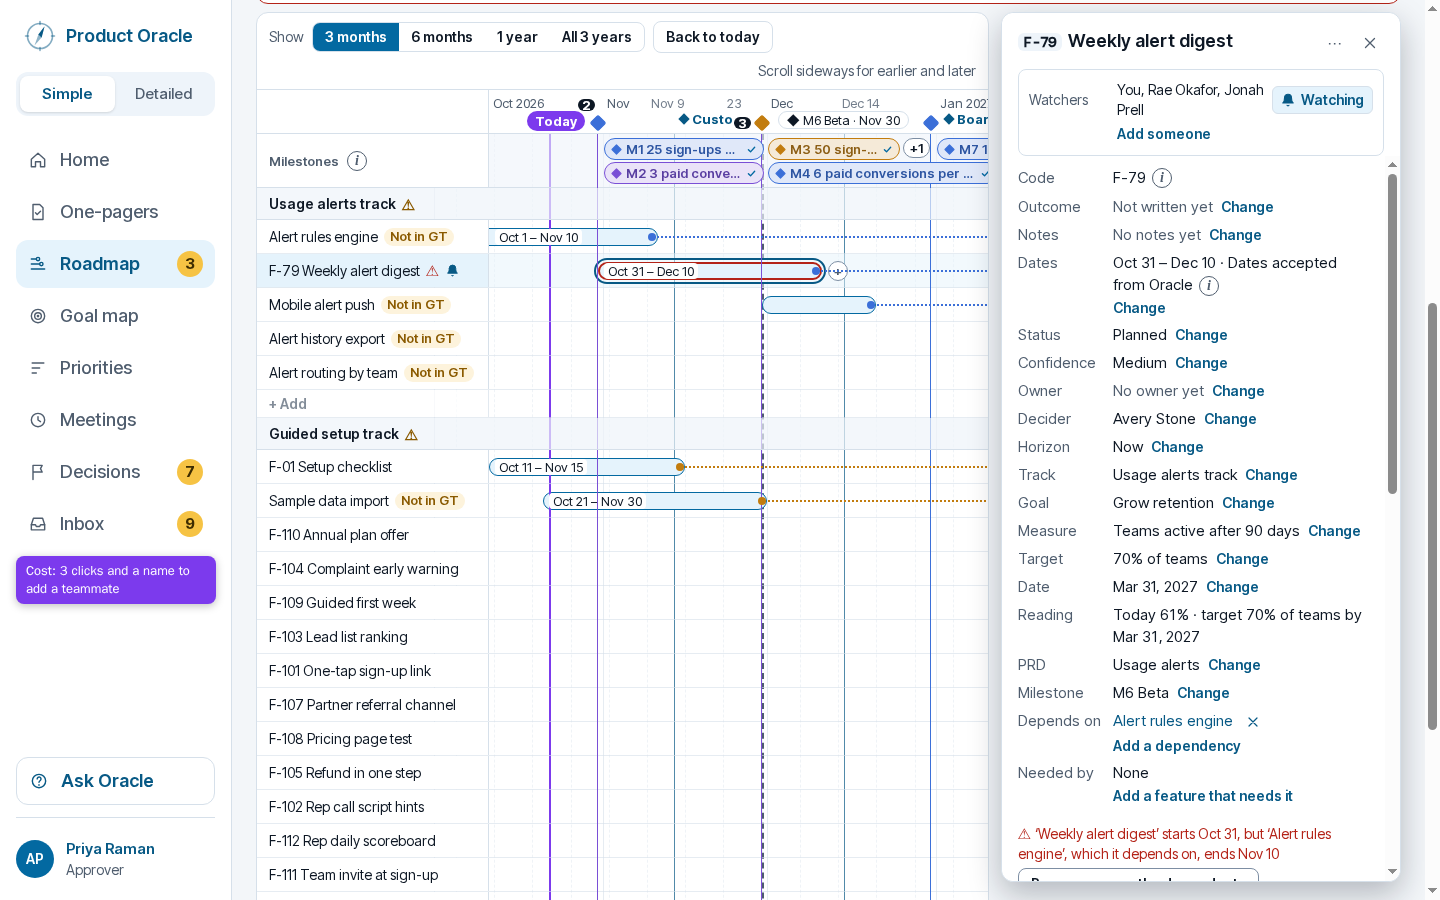 Product Oracle
Simple Detailed
Home
One-pagers
Roadmap 3
Goal map
Priorities
Meetings
Decisions 7
Inbox 9
Cost: 3 clicks and a name to
add a teammate
Ask Oracle
AP
Priya Raman
Approver
Show 3 months 6 months 1 year All 3 years Back to today
Scroll sideways for earlier and later
Oct 2026 2 Nov Nov 9 23 Dec Dec 14 Jan 2027
Today Custo 3 M6 Beta · Nov 30 Boar
Milestones i
M1 25 sign-ups ... M3 50 sign-... +1 M7 1
M2 3 paid conve... M4 6 paid conversions per ...
Usage alerts track
Alert rules engine Not in GT Oct 1 – Nov 10
F-79 Weekly alert digest Oct 31 – Dec 10
Mobile alert push Not in GT
Alert history export Not in GT
Alert routing by team Not in GT
+ Add
Guided setup track
F-01 Setup checklist Oct 11 – Nov 15
Sample data import Not in GT Oct 21 – Nov 30
F-110 Annual plan offer
F-104 Complaint early warning
F-109 Guided first week
F-103 Lead list ranking
F-101 One-tap sign-up link
F-107 Partner referral channel
F-108 Pricing page test
F-105 Refund in one step
F-102 Rep call script hints
F-112 Rep daily scoreboard
F-111 Team invite at sign-up
F-79 Weekly alert digest ...
Watchers You, Rae Okafor, Jonah
Prell
Watching
Add someone
Code F-79 i
Outcome Not written yet Change
Notes No notes yet Change
Dates Oct 31 – Dec 10 · Dates accepted
from Oracle i
Change
Status Planned Change
Confidence Medium Change
Owner No owner yet Change
Decider Avery Stone Change
Horizon Now Change
Track Usage alerts track Change
Goal Grow retention Change
Measure Teams active after 90 days Change
Target 70% of teams Change
Date Mar 31, 2027 Change
Reading Today 61% · target 70% of teams by
Mar 31, 2027
PRD Usage alerts Change
Milestone M6 Beta Change
Depends on Alert rules engine
Add a dependency
Needed by None
Add a feature that needs it
‘Weekly alert digest’ starts Oct 31, but ‘Alert rules
engine’, which it depends on, ends Nov 10